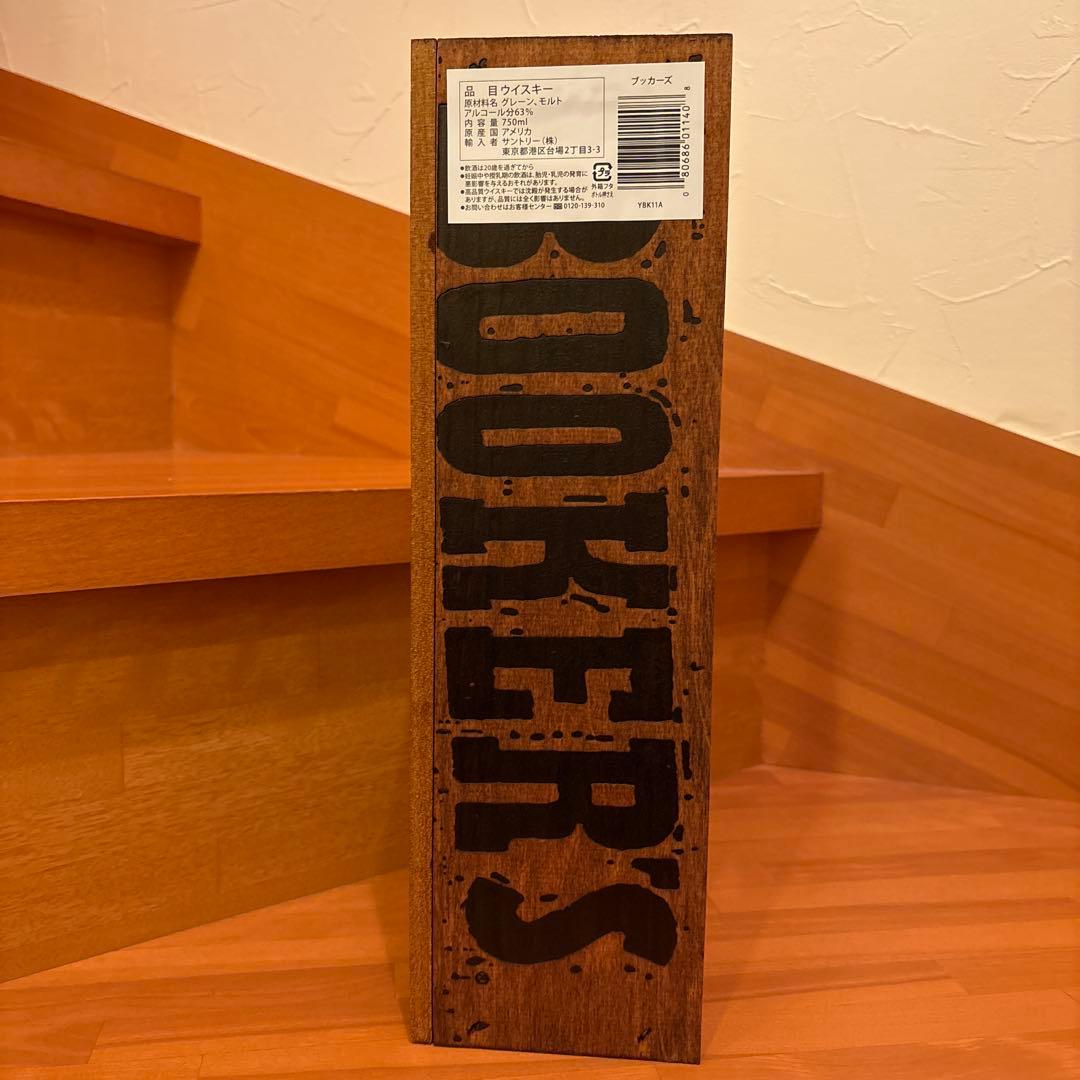 品 目 ウイスキー
原材料名 グレーン、モルト
アルコール分63%
内 容 量 750ml
原 産 国 アメリカ
輸 入 者 サントリー(株)
東京都港区台場2丁目3-3
●飲酒は20歳を過ぎてから
●妊娠中や授乳期の飲酒は、胎児・乳児の発育に
悪影響を与えるおそれがあります。
●高品質ウイスキーでは沈殿が発生する場合が
ありますが、品質には全く影響はありません。
●お問い合わせはお客様センター 0120-139-310
ブッカーズ
0 80686 01140 8
プラ
外箱フタ
ボトル押さえ
YBK11A
BOOKER'S